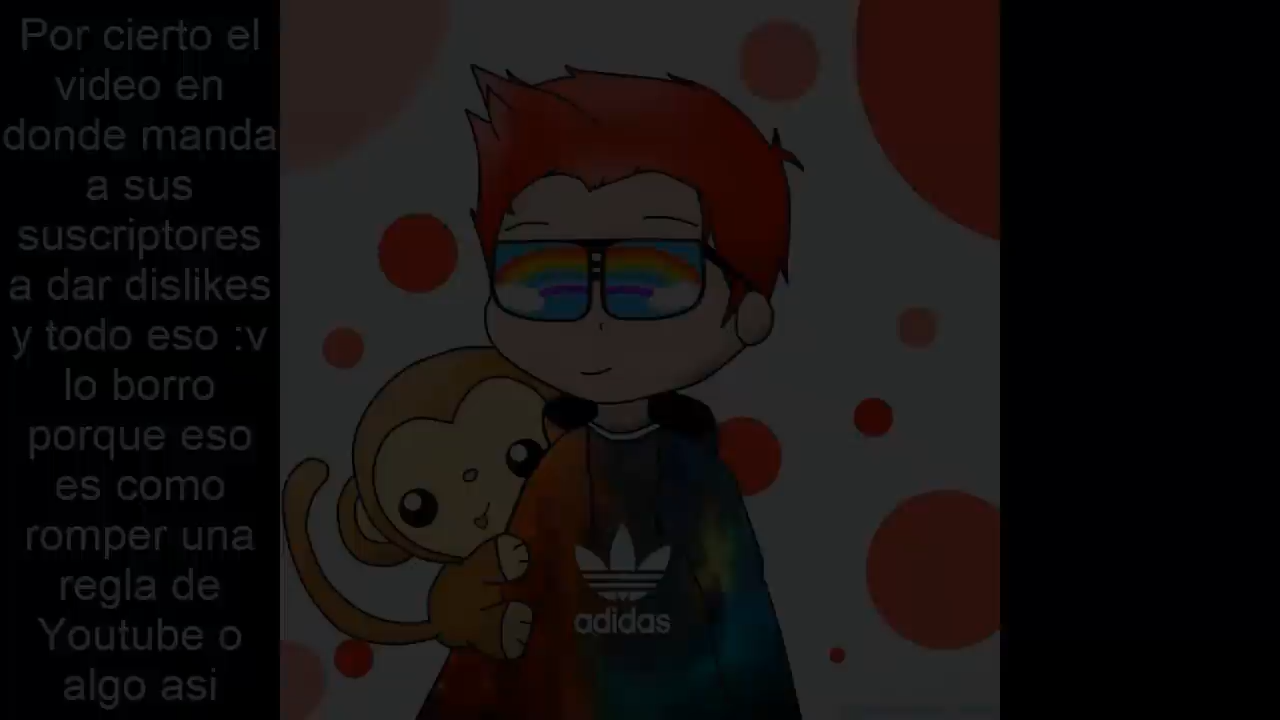 Por cierto el
video en
donde manda
a sus
suscriptores
a dar dislikes
y todo eso :v
lo borro
porque eso
es como
romper una
regla de
Youtube o
algo asi
adidas